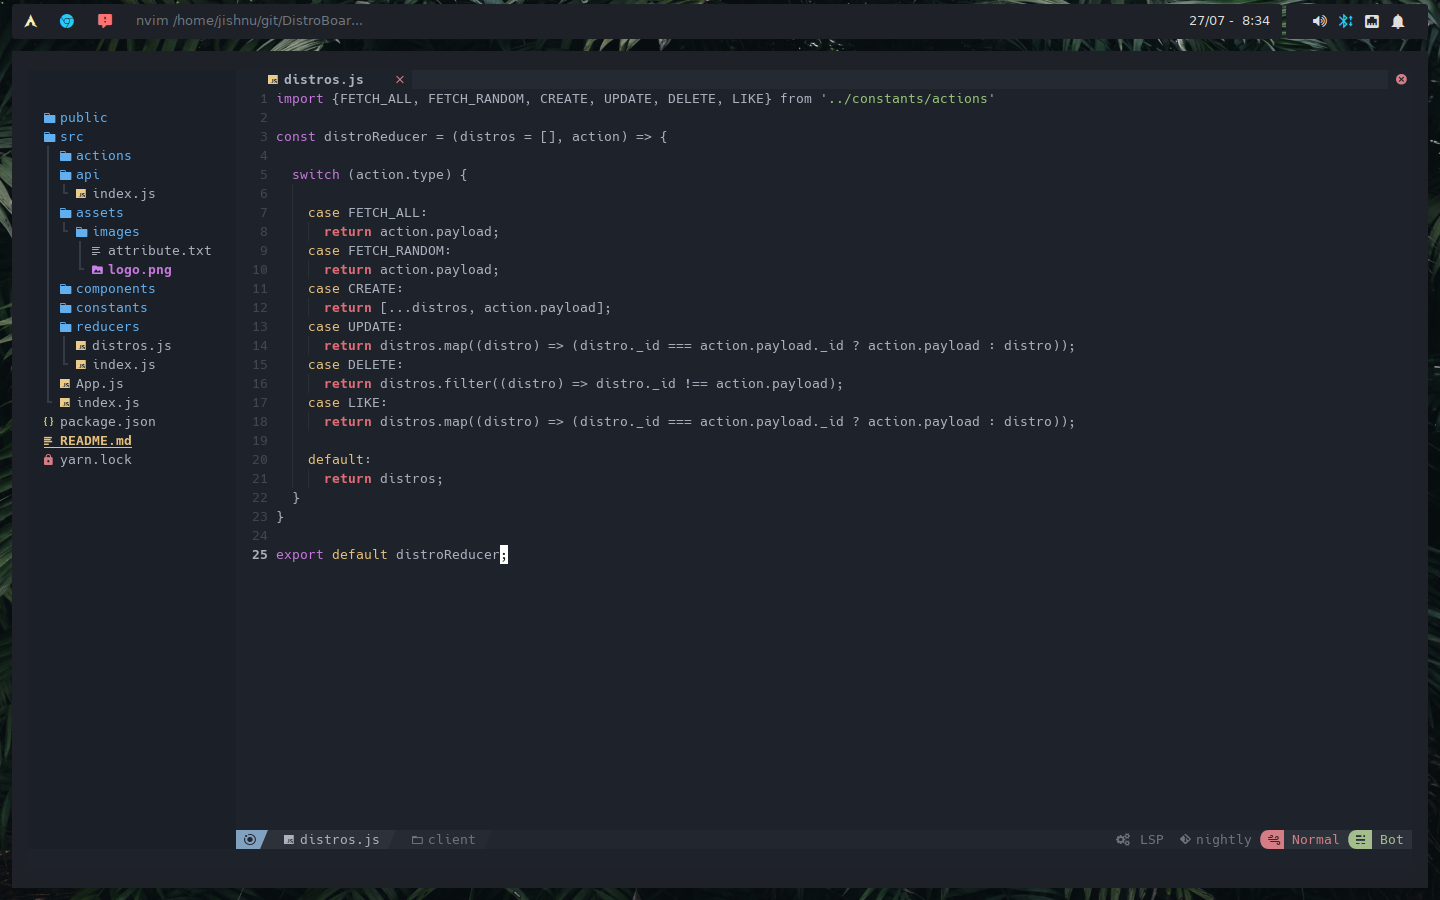 nvim /home/jishnu/git/DistroBoar...
27/07 - 8:34
public
src
actions
api
index.js
assets
images
attribute.txt
logo.png
components
constants
reducers
distros.js
index.js
App.js
index.js
{} package.json
README.md
yarn.lock
distros.js ×
1 import {FETCH_ALL, FETCH_RANDOM, CREATE, UPDATE, DELETE, LIKE} from '../constants/actions'
2
3 const distroReducer = (distros = [], action) => {
4
5   switch (action.type) {
6
7     case FETCH_ALL:
8       return action.payload;
9     case FETCH_RANDOM:
10       return action.payload;
11     case CREATE:
12       return [...distros, action.payload];
13     case UPDATE:
14       return distros.map((distro) => (distro._id === action.payload._id ? action.payload : distro));
15     case DELETE:
16       return distros.filter((distro) => distro._id !== action.payload);
17     case LIKE:
18       return distros.map((distro) => (distro._id === action.payload._id ? action.payload : distro));
19
20     default:
21       return distros;
22   }
23 }
24
25 export default distroReducer;
distros.js client LSP nightly Normal Bot